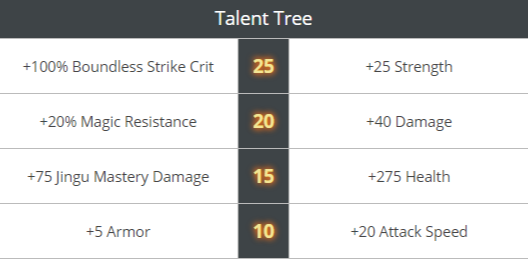 Talent Tree
+100% Boundless Strike Crit 25 +25 Strength
+20% Magic Resistance 20 +40 Damage
+75 Jingu Mastery Damage 15 +275 Health
+5 Armor 10 +20 Attack Speed